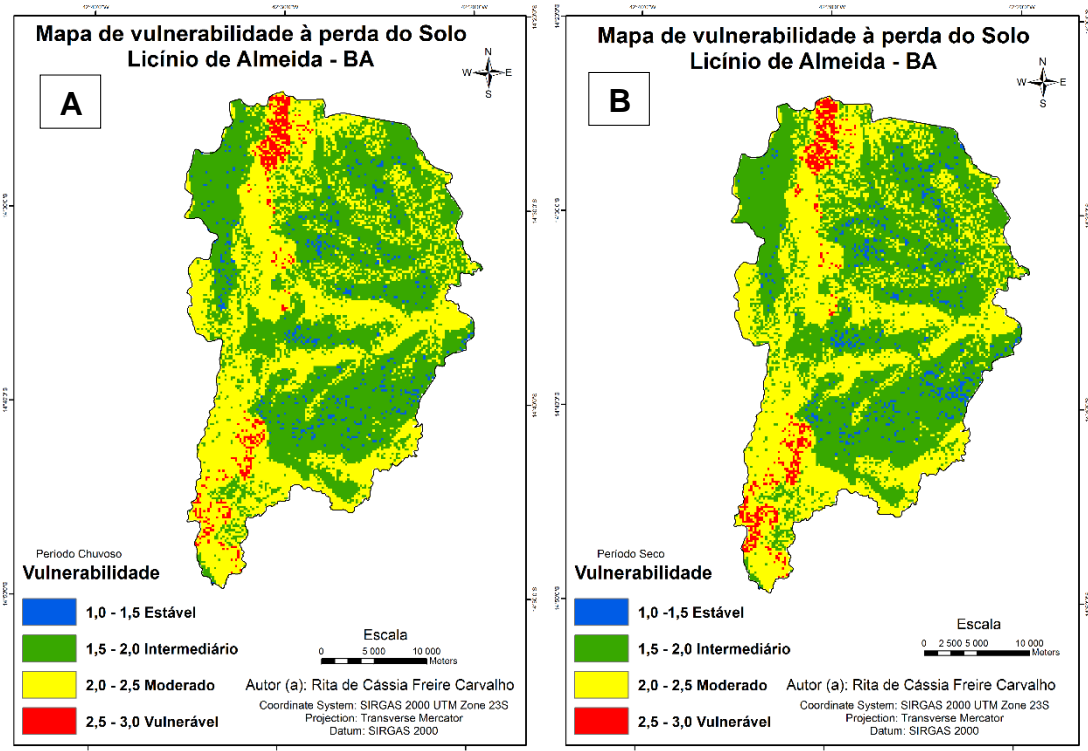 Mapa de vulnerabilidade à perda do Solo
Licínio de Almeida - BA
A
N
W E
S
Período Chuvoso
Vulnerabilidade
1,0 - 1,5 Estável
1,5 - 2,0 Intermediário
2,0 - 2,5 Moderado
2,5 - 3,0 Vulnerável
Escala
0 5 000 10 000
Meters
Autor (a): Rita de Cássia Freire Carvalho
Coordinate System: SIRGAS 2000 UTM Zone 23S
Projection: Transverse Mercator
Datum: SIRGAS 2000
Mapa de vulnerabilidade à perda do Solo
Licínio de Almeida - BA
B
N
W E
S
Período Seco
Vulnerabilidade
1,0 -1,5 Estável
1,5 - 2,0 Intermediário
2,0 - 2,5 Moderado
2,5 - 3,0 Vulnerável
Escala
0 2 500 5 000 10 000
Meters
Autor (a): Rita de Cássia Freire Carvalho
Coordinate System: SIRGAS 2000 UTM Zone 23S
Projection: Transverse Mercator
Datum: SIRGAS 2000